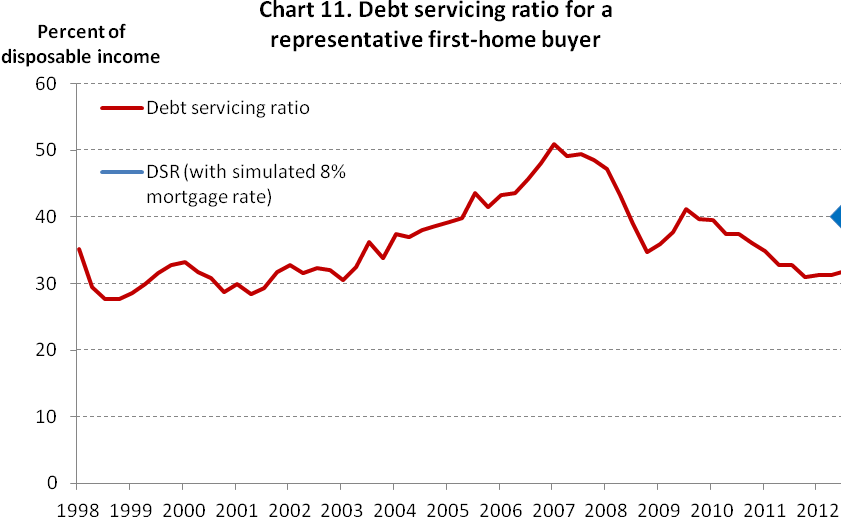 Chart 11. Debt servicing ratio for a
representative first-home buyer
Percent of
disposable income
60
Debt servicing ratio
50
DSR (with simulated 8%
mortgage rate)
40
30
20
10
0
1998 1999 2000 2001 2002 2003 2004 2005 2006 2007 2008 2009 2010 2011 2012